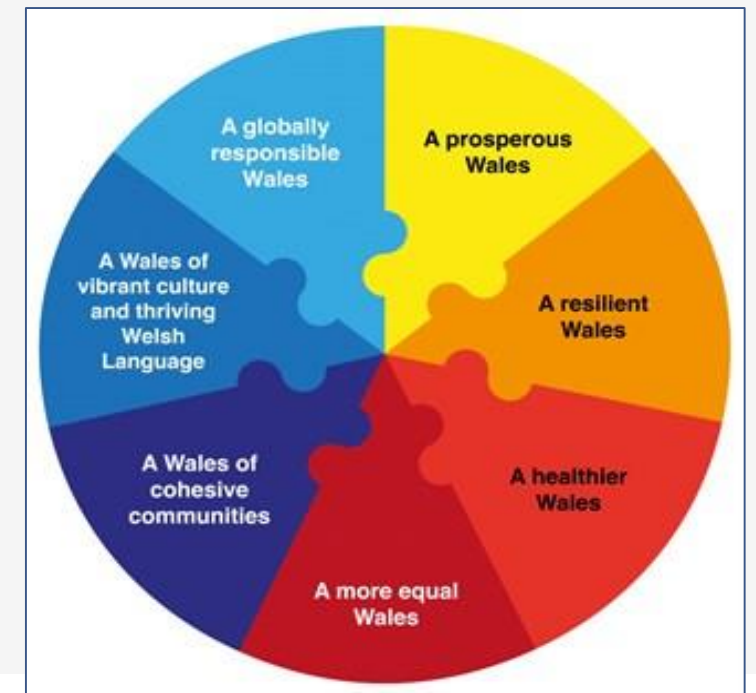 A prosperous
Wales
A resilient
Wales
A healthier
Wales
A more equal
Wales
A Wales of
cohesive
communities
A Wales of
vibrant culture
and thriving
Welsh
Language
A globally
responsible
Wales